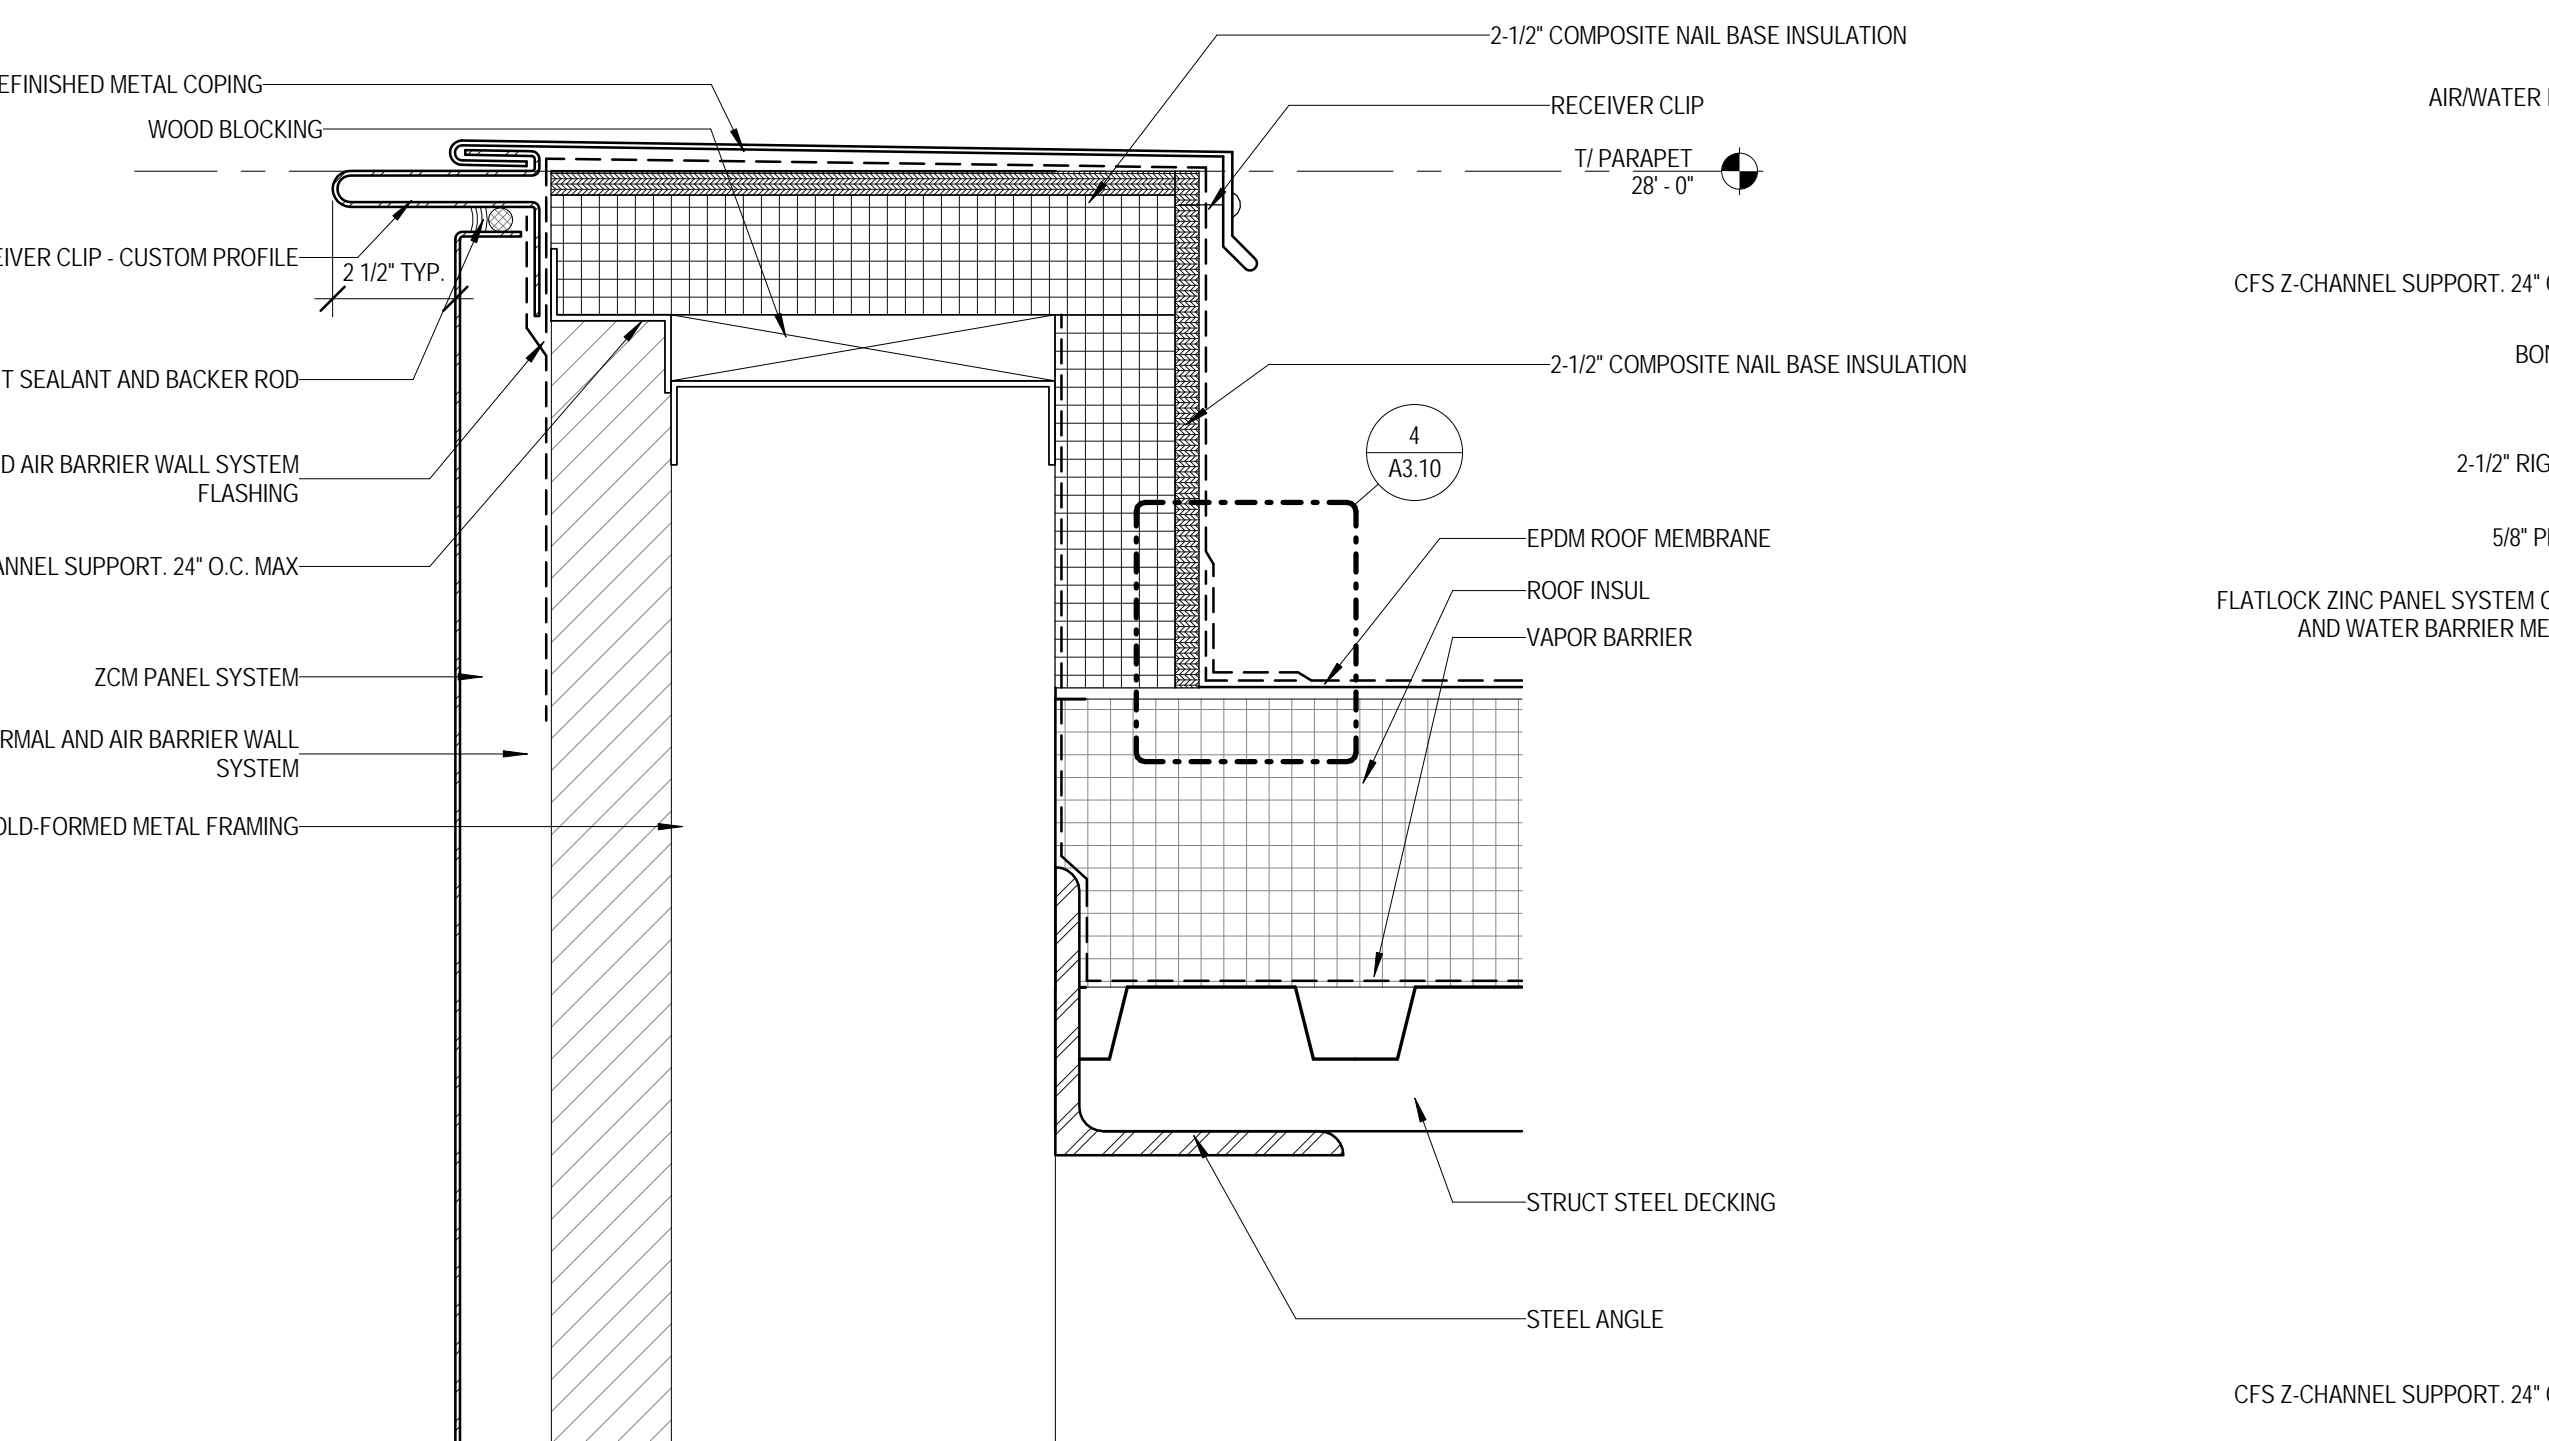 EFINISHED METAL COPING
WOOD BLOCKING
EIVER CLIP - CUSTOM PROFILE
2 1/2" TYP.
T SEALANT AND BACKER ROD
D AIR BARRIER WALL SYSTEM
FLASHING
ANNEL SUPPORT. 24" O.C. MAX
ZCM PANEL SYSTEM
RMAL AND AIR BARRIER WALL
SYSTEM
OLD-FORMED METAL FRAMING
2-1/2" COMPOSITE NAIL BASE INSULATION
RECEIVER CLIP
T/ PARAPET
28' - 0"
2-1/2" COMPOSITE NAIL BASE INSULATION
4
A3.10
EPDM ROOF MEMBRANE
ROOF INSUL
VAPOR BARRIER
STRUCT STEEL DECKING
STEEL ANGLE
AIR/WATER
CFS Z-CHANNEL SUPPORT. 24"
BON
2-1/2" RIG
5/8"
FLATLOCK ZINC PANEL SYSTEM
AND WATER BARRIER ME
CFS Z-CHANNEL SUPPORT. 24"